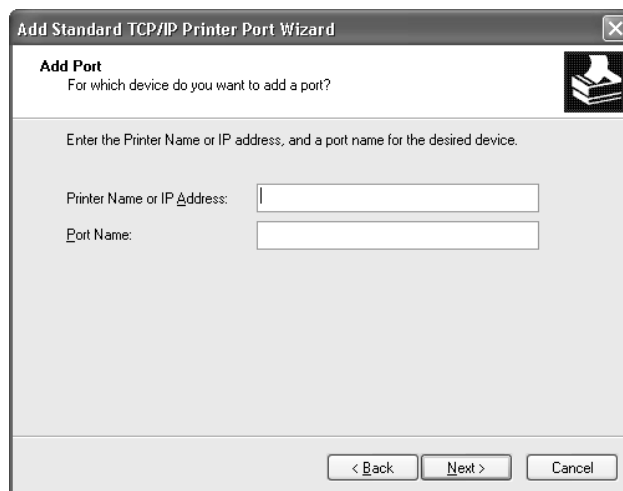 Add Standard TCP/IP Printer Port Wizard
Add Port
For which device do you want to add a port?
Enter the Printer Name or IP address, and a port name for the desired device.
Printer Name or IP Address:
Port Name:
< Back Next > Cancel